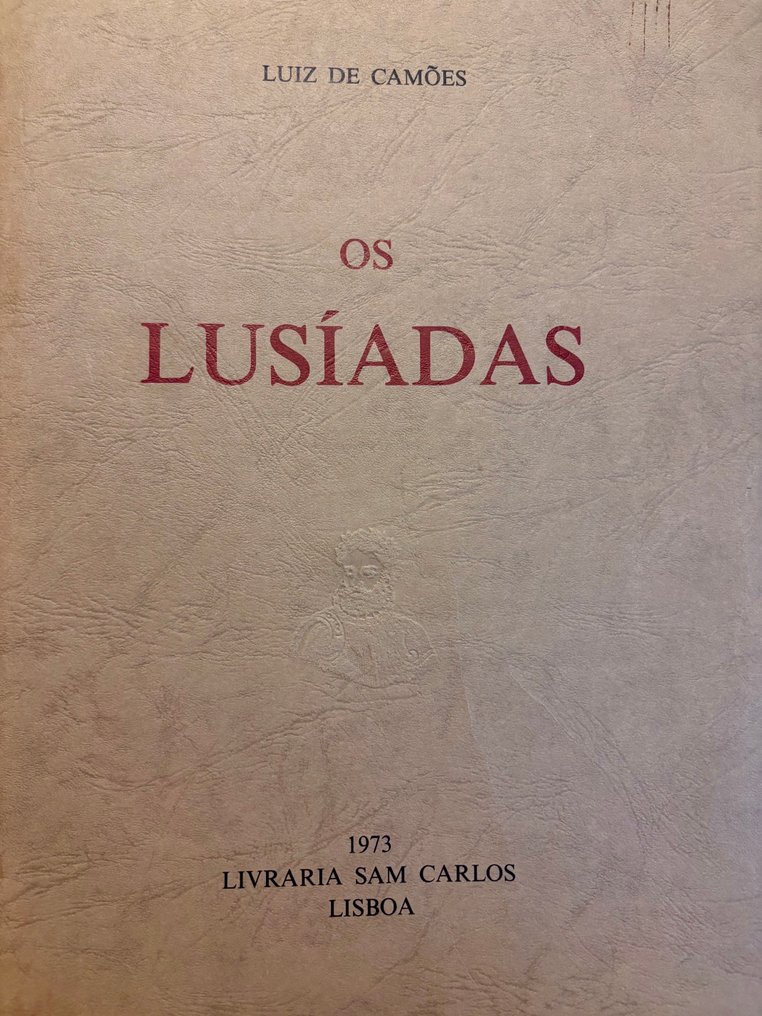 LUIZ DE CAMÕES
OS
LUSÍADAS
1973
LIVRARIA SAM CARLOS
LISBOA